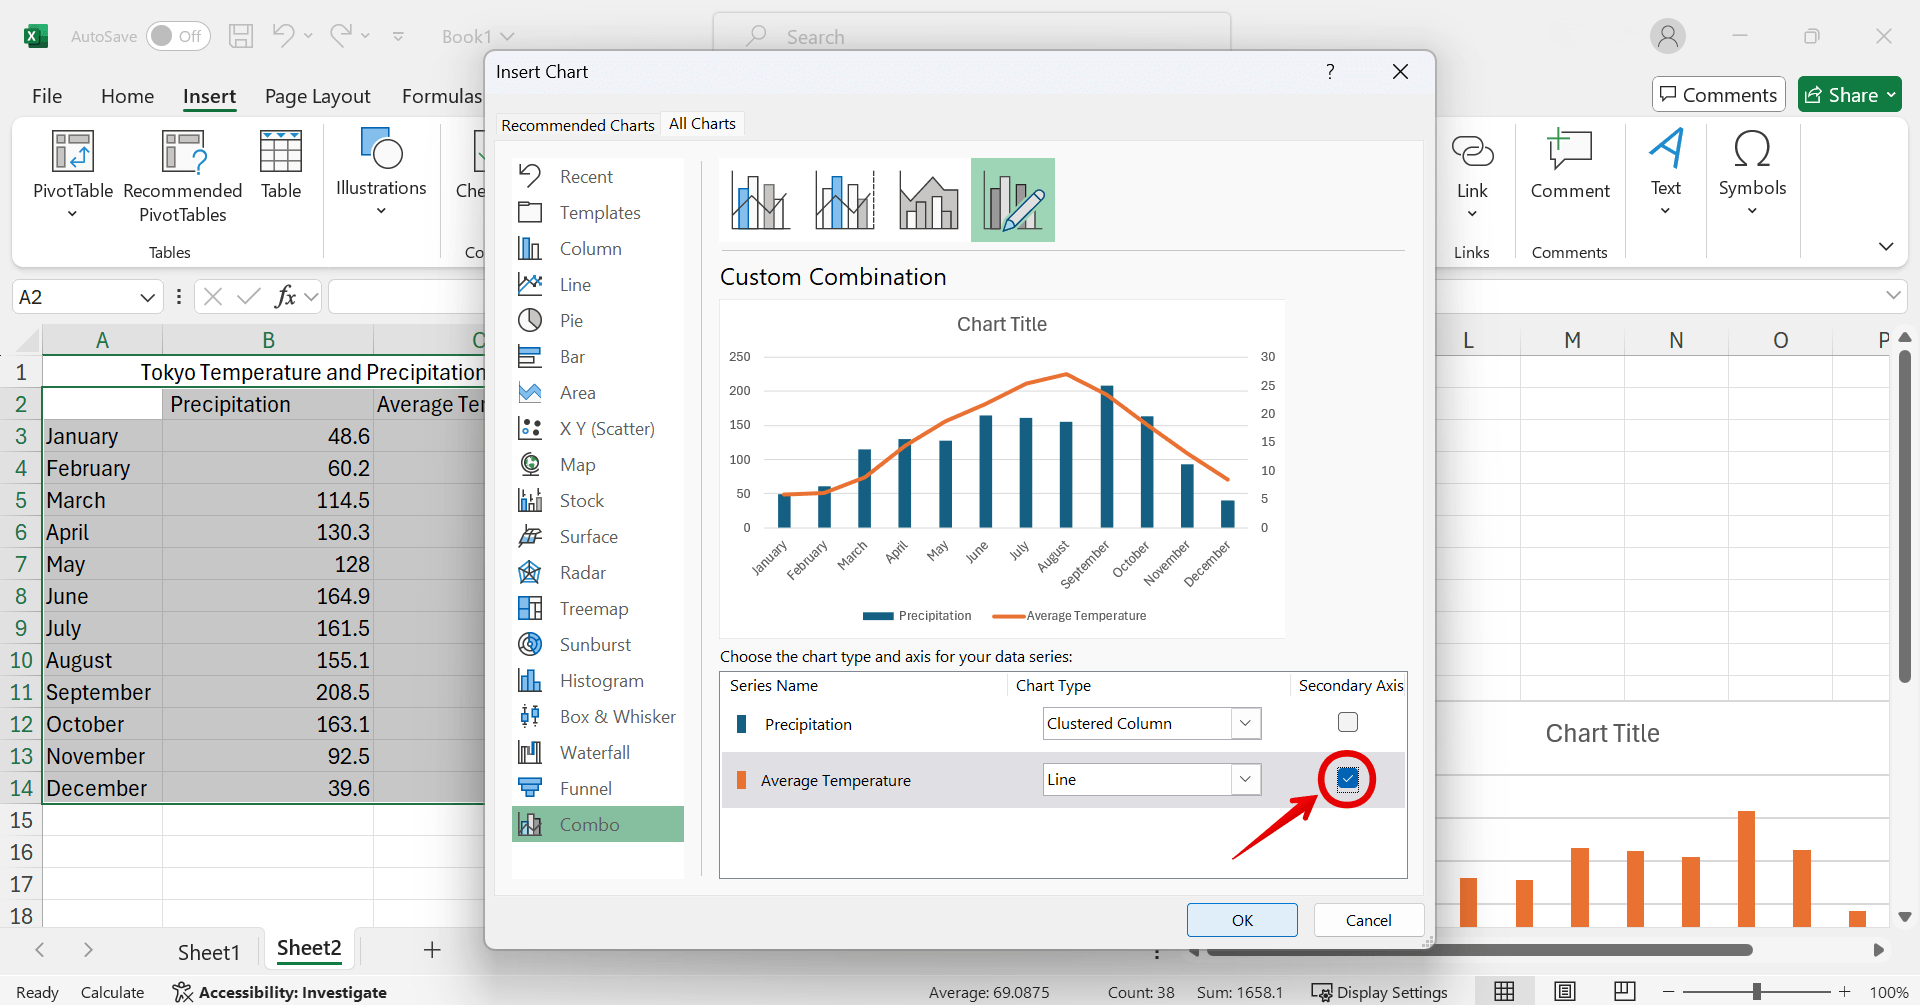 AutoSave Off Book1 Search
File Home Insert Page Layout Formulas Comments Share
PivotTable
Recommended PivotTables
Table
Tables
Illustrations
Che
Co
Link
Links
Comment
Comments
Text
Symbols
A2 fx
A B C L M N O P
1 Tokyo Temperature and Precipitation
2 Precipitation Average Ter
3 January 48.6
4 February 60.2
5 March 114.5
6 April 130.3
7 May 128
8 June 164.9
9 July 161.5
10 August 155.1
11 September 208.5
12 October 163.1
13 November 92.5
14 December 39.6
15
16
17
18
Insert Chart ?
Recommended Charts All Charts
Recent
Templates
Column
Line
Pie
Bar
Area
X Y (Scatter)
Map
Stock
Surface
Radar
Treemap
Sunburst
Histogram
Box & Whisker
Waterfall
Funnel
Combo
Custom Combination
Chart Title
250 30
200 25
150 20
100 15
50 10
0 5
0
January February March April May June July August September October November December
Precipitation Average Temperature
Choose the chart type and axis for your data series:
Series Name Chart Type Secondary Axis
Precipitation Clustered Column
Average Temperature Line
OK Cancel
Chart Title
Sheet1 Sheet2 +
Ready Calculate Accessibility: Investigate Average: 69.0875 Count: 38 Sum: 1658.1 Display Settings 100%